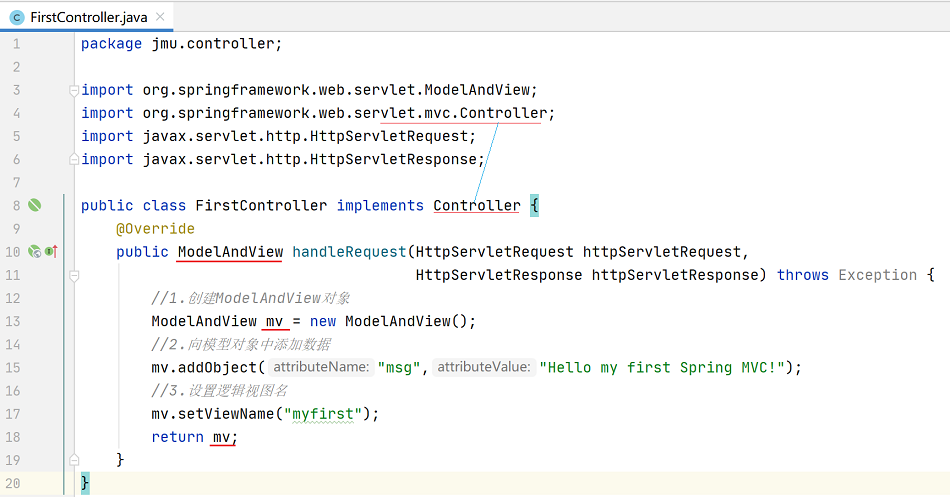 C FirstController.java ×
1 package jmu.controller;
2
3 import org.springframework.web.servlet.ModelAndView;
4 import org.springframework.web.servlet.mvc.Controller;
5 import javax.servlet.http.HttpServletRequest;
6 import javax.servlet.http.HttpServletResponse;
7
8 public class FirstController implements Controller {
9 @Override
10 public ModelAndView handleRequest(HttpServletRequest httpServletRequest,
11 HttpServletResponse httpServletResponse) throws Exception {
12 //1.创建ModelAndView对象
13 ModelAndView mv = new ModelAndView();
14 //2.向模型对象中添加数据
15 mv.addObject( attributeName: "msg", attributeValue: "Hello my first Spring MVC!");
16 //3.设置逻辑视图名
17 mv.setViewName("myfirst");
18 return mv;
19 }
20 }